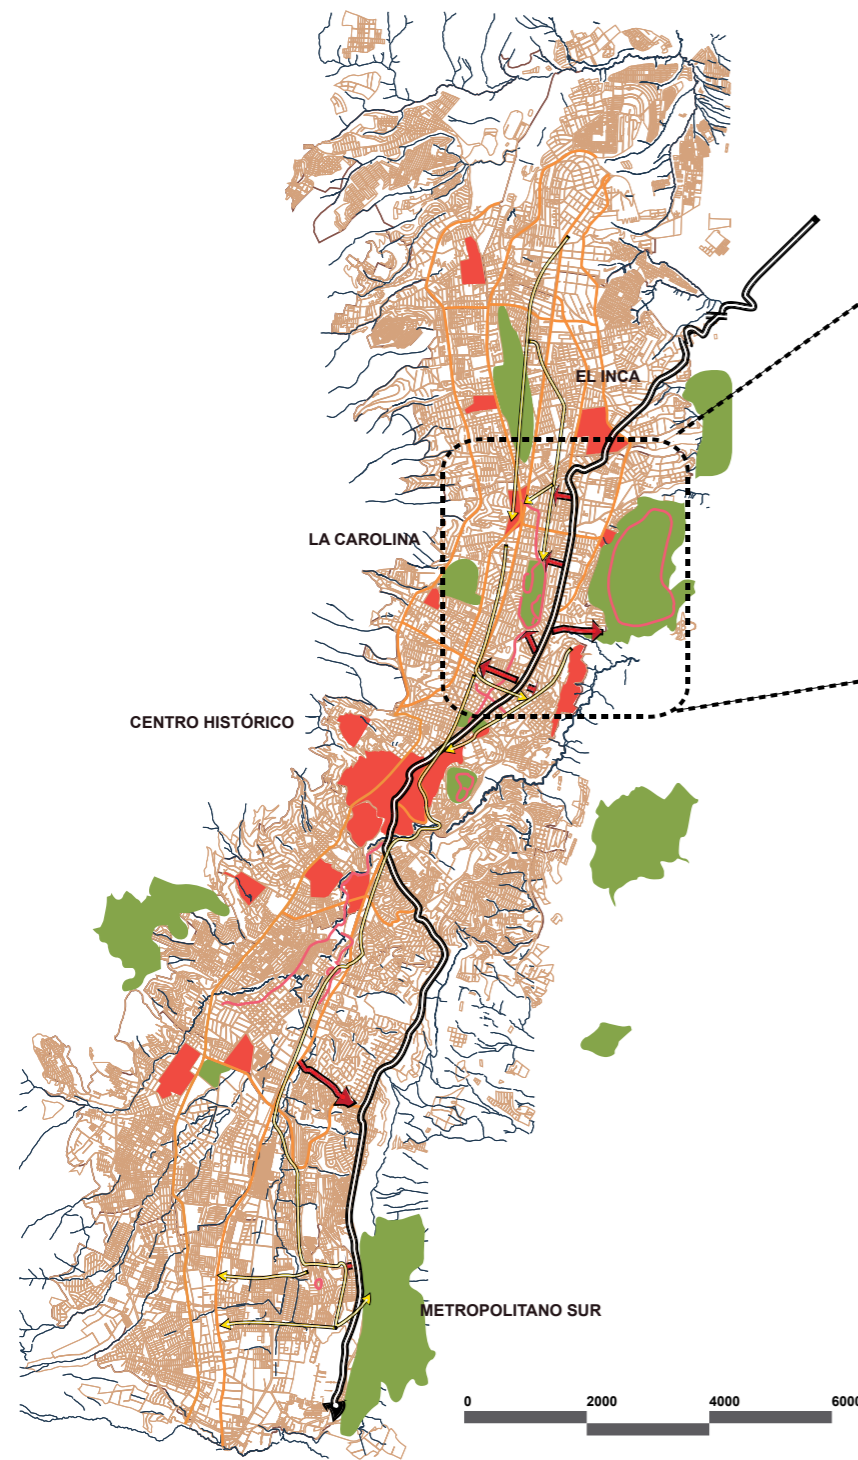 EL INCA
LA CAROLINA
CENTRO HISTÓRICO
METROPOLITANO SUR
0 2000 4000 6000